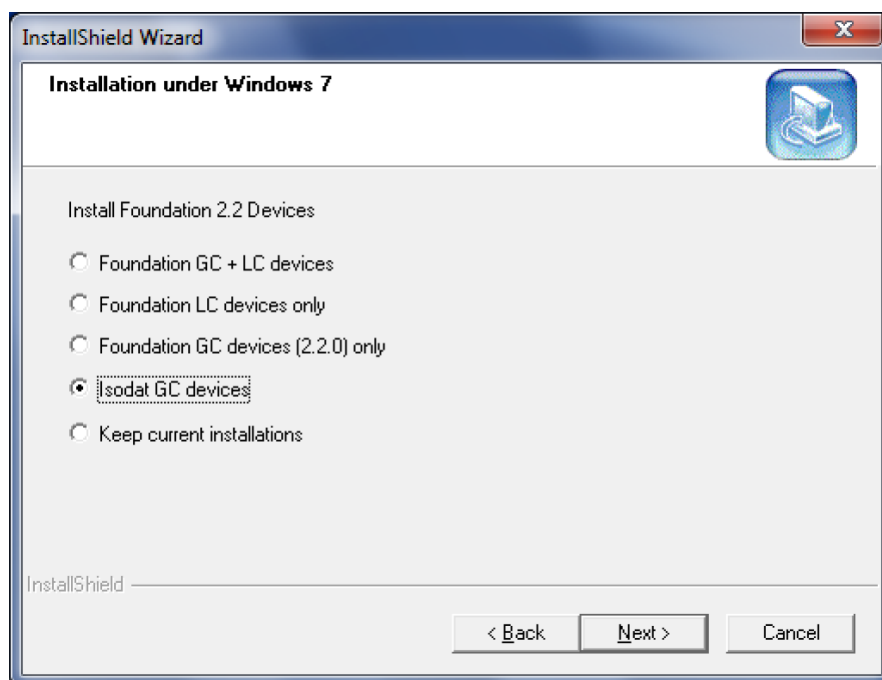 InstallShield Wizard
Installation under Windows 7
Install Foundation 2.2 Devices
Foundation GC + LC devices
Foundation LC devices only
Foundation GC devices (2.2.0) only
Isodat GC devices
Keep current installations
InstallShield
< Back Next > Cancel